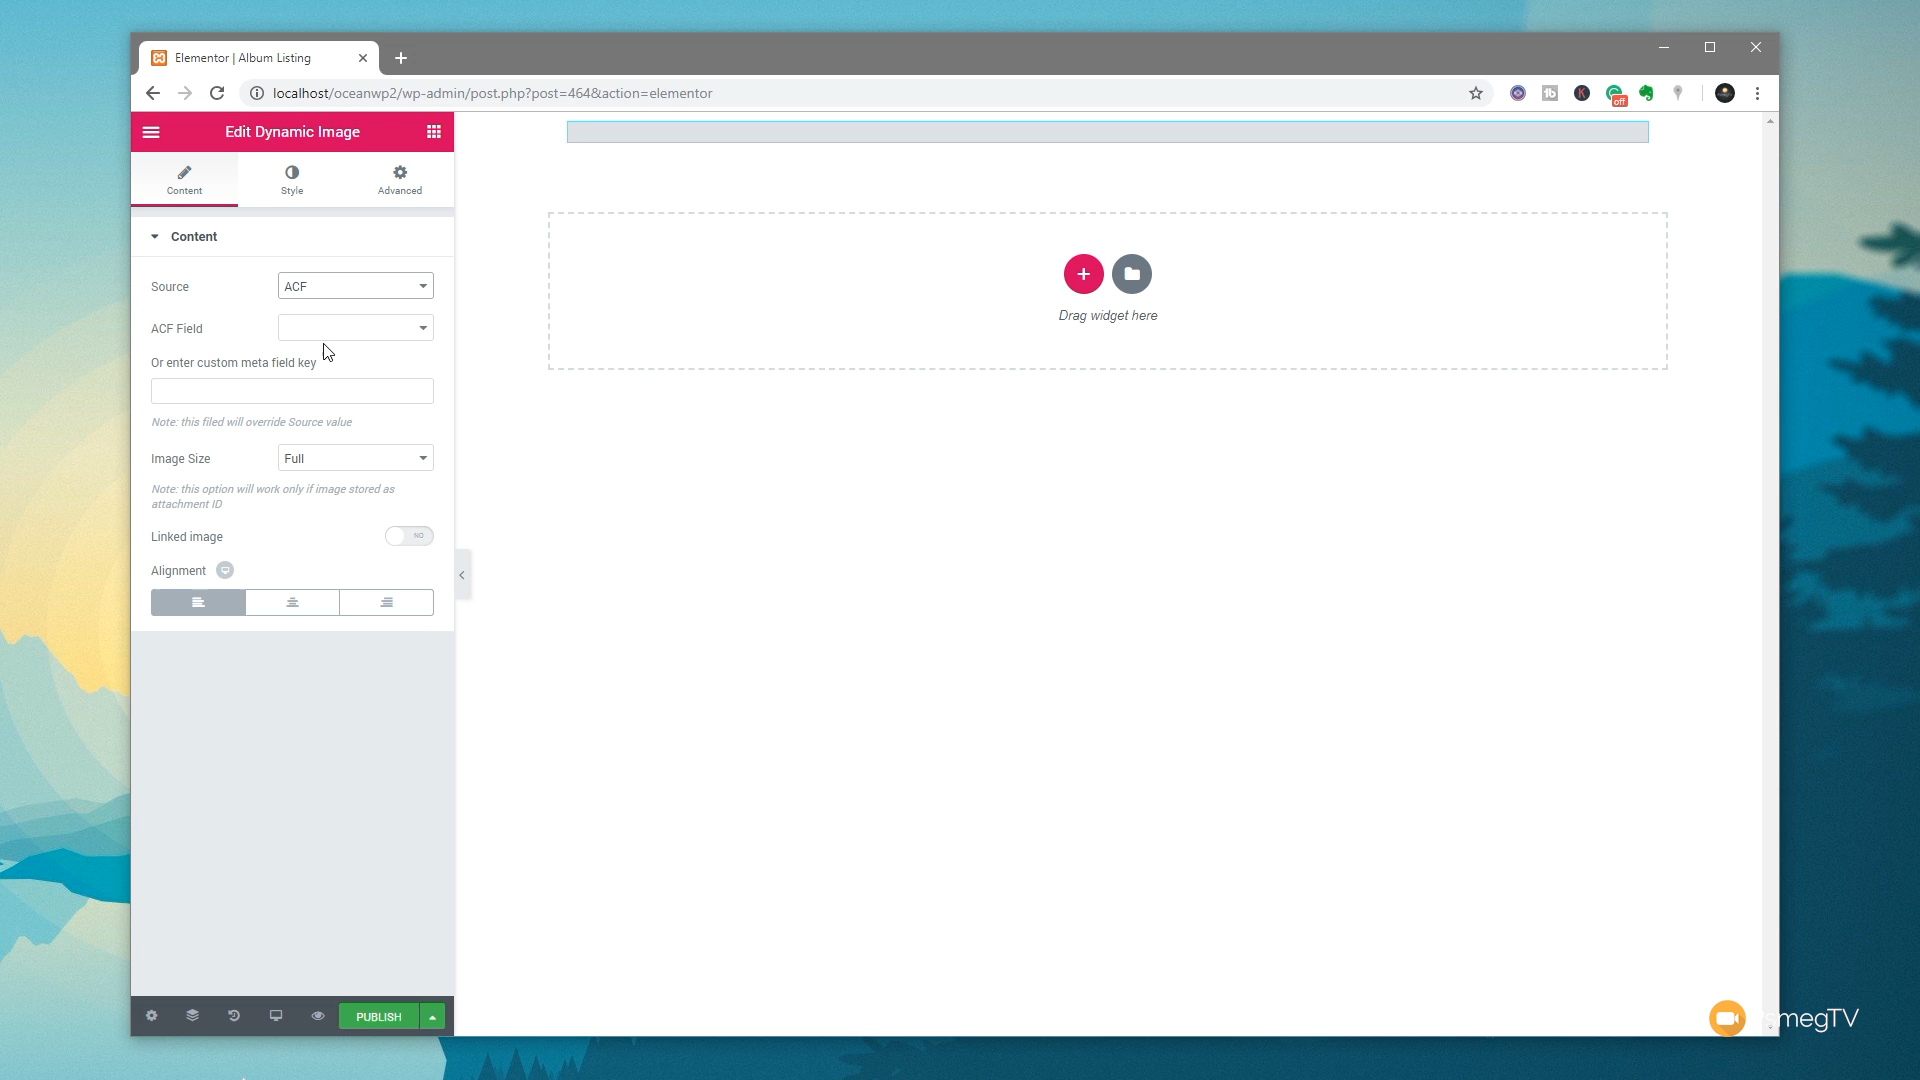 Elementor | Album Listing
localhost/oceanwp2/wp-admin/post.php?post=464&action=elementor
tb
K
off
Edit Dynamic Image
Content
Style
Advanced
Content
Source
ACF
ACF Field
Or enter custom meta field key
Note: this filed will override Source value
Image Size
Full
Note: this option will work only if image stored as
attachment ID
Linked image
NO
Alignment
PUBLISH
Drag widget here
smegTV